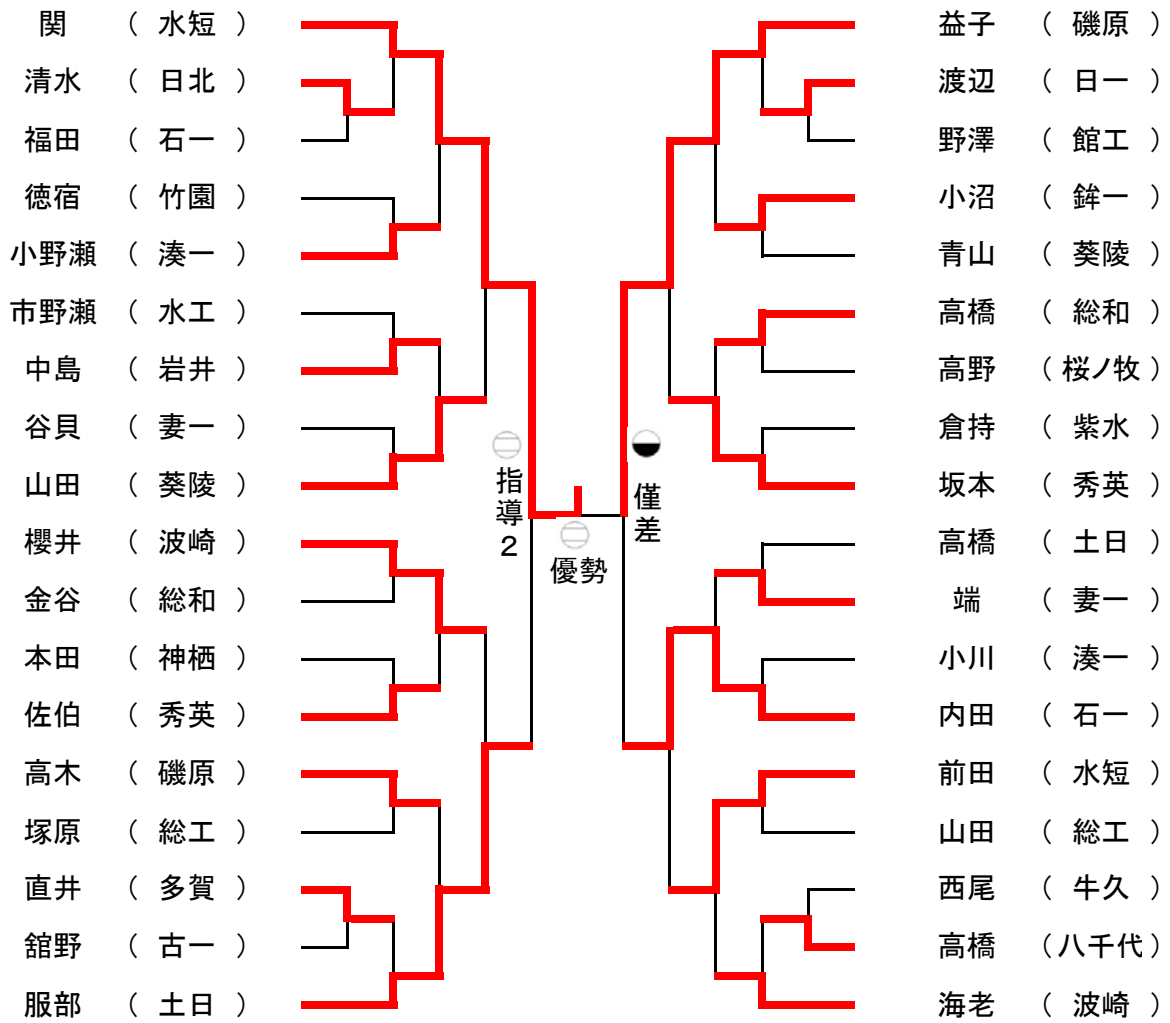 関 （ 水短 ）
清水 （ 日北 ）
福田 （ 石一 ）
徳宿 （ 竹園 ）
小野瀬 （ 湊一 ）
市野瀬 （ 水工 ）
中島 （ 岩井 ）
谷貝 （ 妻一 ）
山田 （ 葵陵 ）
櫻井 （ 波崎 ）
金谷 （ 総和 ）
本田 （ 神栖 ）
佐伯 （ 秀英 ）
高木 （ 磯原 ）
塚原 （ 総工 ）
直井 （ 多賀 ）
舘野 （ 古一 ）
服部 （ 土日 ）
指導２
優勢
僅差
益子 （ 磯原 ）
渡辺 （ 日一 ）
野澤 （ 館工 ）
小沼 （ 鉾一 ）
青山 （ 葵陵 ）
高橋 （ 総和 ）
高野 （ 桜ノ牧 ）
倉持 （ 紫水 ）
坂本 （ 秀英 ）
高橋 （ 土日 ）
端 （ 妻一 ）
小川 （ 湊一 ）
内田 （ 石一 ）
前田 （ 水短 ）
山田 （ 総工 ）
西尾 （ 牛久 ）
高橋 （ 八千代 ）
海老 （ 波崎 ）